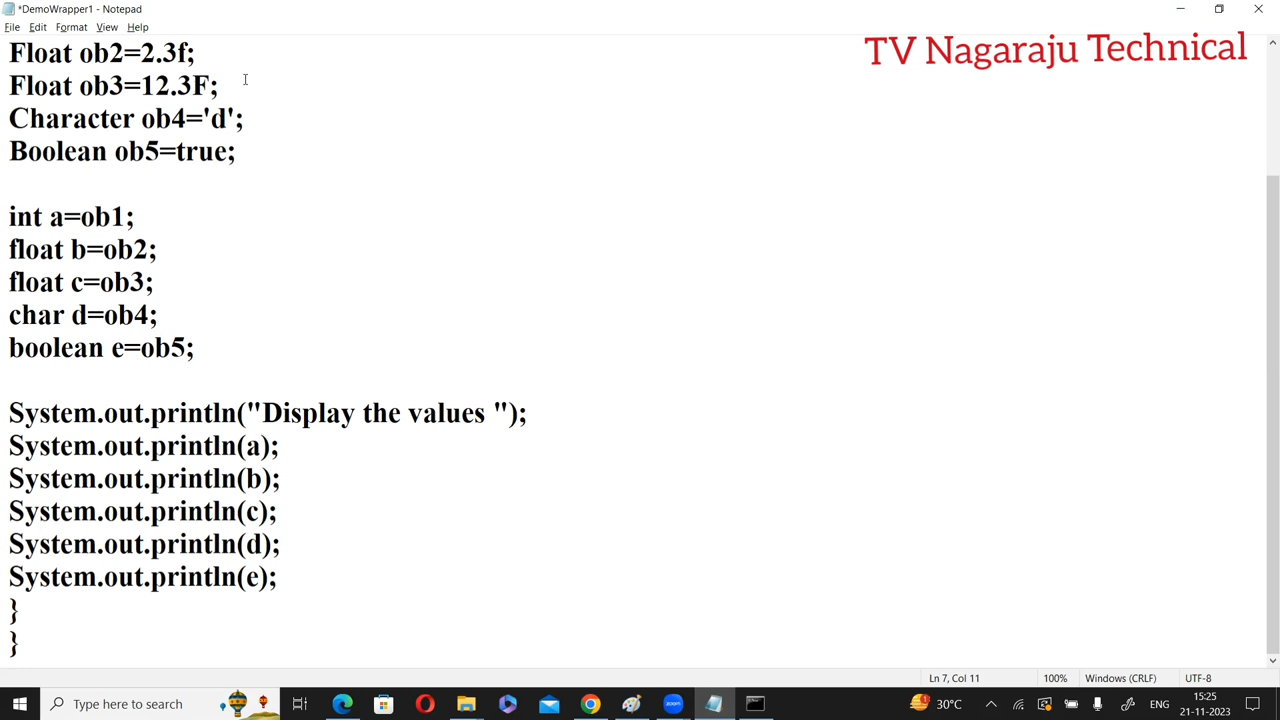 *DemoWrapper1 - Notepad
File Edit Format View Help
TV Nagaraju Technical
Float ob2=2.3f;
Float ob3=12.3F;
Character ob4='d';
Boolean ob5=true;
int a=ob1;
float b=ob2;
float c=ob3;
char d=ob4;
boolean e=ob5;
System.out.println("Display the values ");
System.out.println(a);
System.out.println(b);
System.out.println(c);
System.out.println(d);
System.out.println(e);
}
}
Ln 7, Col 11 100% Windows (CRLF) UTF-8
Type here to search zoom 30°C ENG 15:25
21-11-2023